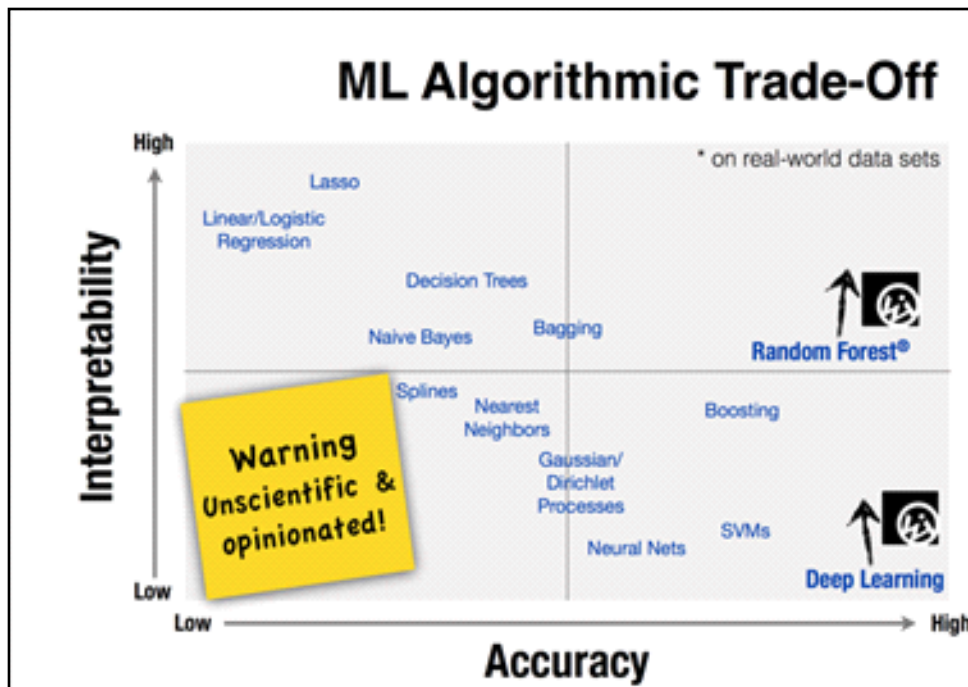 ML Algorithmic Trade-Off
High
* on real-world data sets
Lasso
Linear/Logistic
Regression
Decision Trees
Naive Bayes
Bagging
Random Forest®
Splines
Nearest
Neighbors
Boosting
Gaussian/
Dirichlet
Processes
Neural Nets
SVMs
Deep Learning
Warning
Unscientific &
opinionated!
Interpretability
Low
Low
High
Accuracy